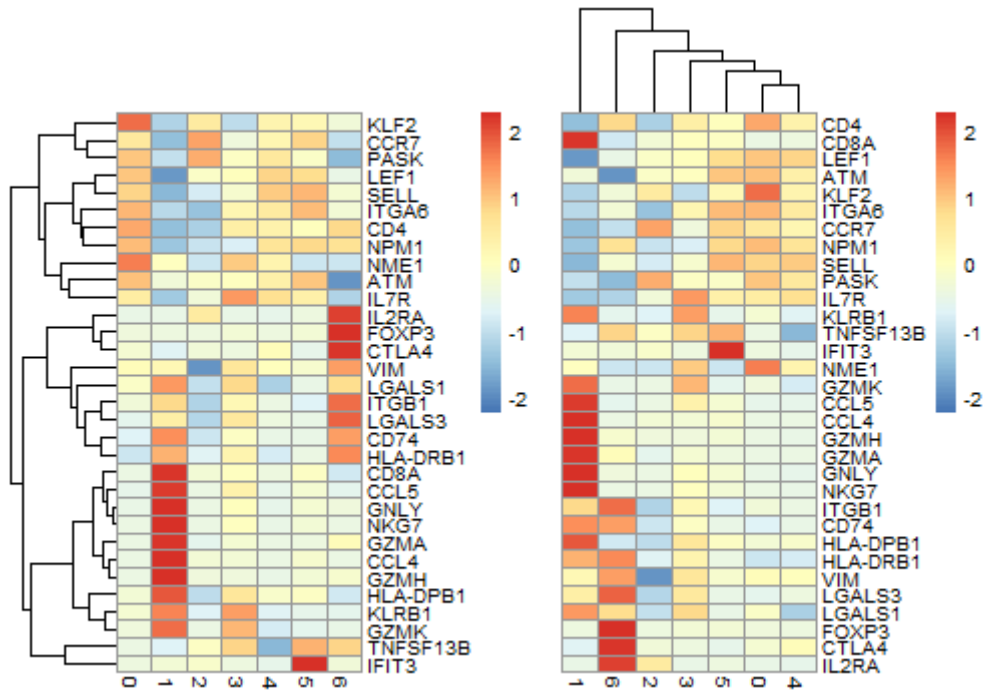 KLF2
CCR7
PASK
LEF1
SELL
ITGA6
CD4
NPM1
NME1
ATM
IL7R
IL2RA
FOXP3
CTLA4
VIM
LGALS1
ITGB1
LGALS3
CD74
HLA-DRB1
CD8A
CCL5
GNLY
NKG7
GZMA
CCL4
GZMH
HLA-DPB1
KLRB1
GZMK
TNFSF13B
IFIT3
0 1 2 3 4 5 6
2
1
0
-1
-2
CD4
CD8A
LEF1
ATM
KLF2
ITGA6
CCR7
NPM1
SELL
PASK
IL7R
KLRB1
TNFSF13B
IFIT3
NME1
GZMK
CCL5
CCL4
GZMH
GZMA
GNLY
NKG7
ITGB1
CD74
HLA-DPB1
HLA-DRB1
VIM
LGALS3
LGALS1
FOXP3
CTLA4
IL2RA
1 6 2 3 5 0 4
2
1
0
-1
-2